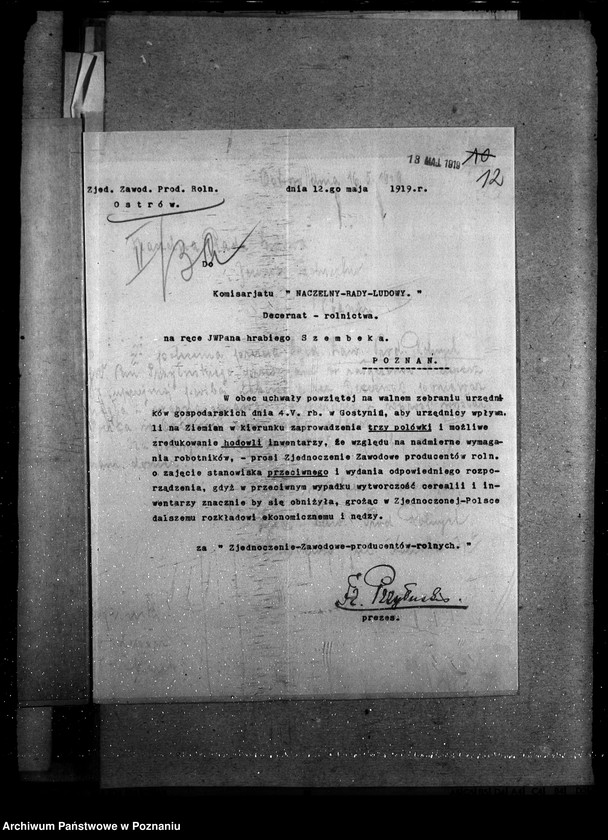 18 MAJ 1919
10
12
Zjed. Zawod. Prod. Roln. dnia 12.go maja 1919.r.
Ostrów.
Do
Komisarjatu " NACZELNY-RADY-LUDOWY. "
Decernat - rolnictwa.
na ręce JWPana hrabiego Szembeka.
POZNAN.
W obec uchwały powziętej na walnem zebraniu urzędni
ków gospodarskich dnia 4.V. rb. w Gostyniu, aby urzędnicy wpływa
li na Ziemian w kierunku zaprowadzenia trzy polówki i możliwe
zredukowanie hodowli inwentarzy, że względu na nadmierne wymaga-
nia robotników, - prosi Zjednoczenie Zawodowe producentów roln.
o zajęcie stanowiska przeciwnego i wydania odpowiedniego rozpo-
rządzenia, gdyż w przeciwnym wypadku wytworczość cerealii i in-
wentarzy znacznie by się obniżyła, grożąc w Zjednoczonej-Polsce
dalszemu rozkładowi ekonomicznemu i nędzy.
za " Zjednoczenie-Zawodowe-producentów-rolnych. "
prezes.
Archiwum Państwowe w Poznaniu